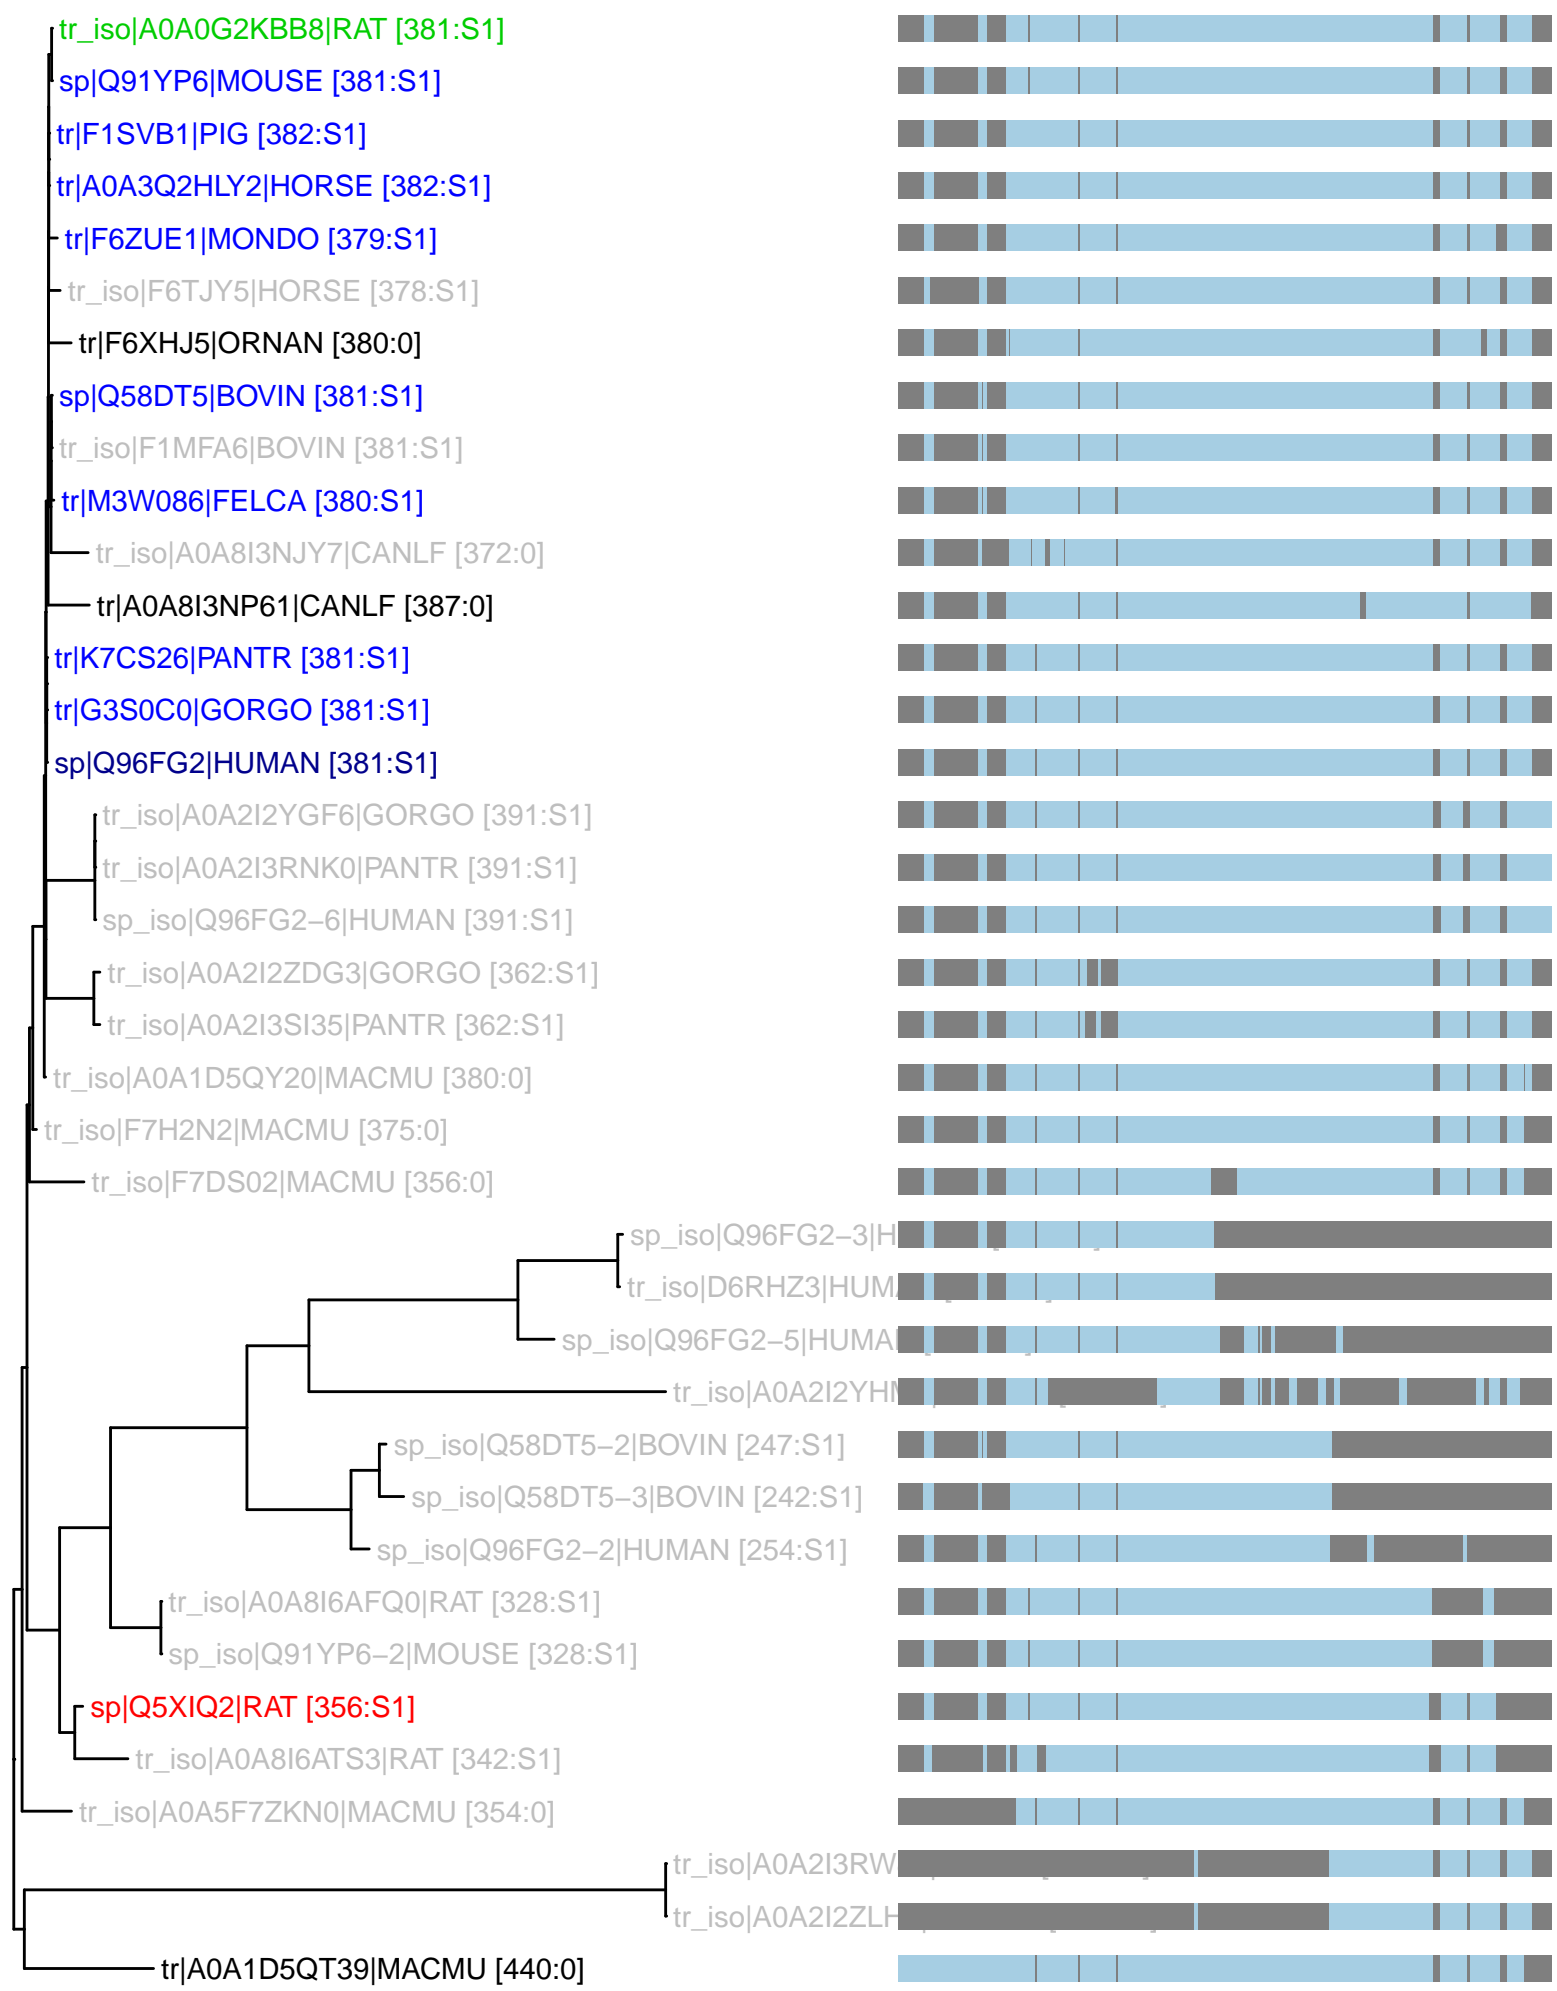 tr_iso|A0A0G2KBB8|RAT [381:S1]
sp|Q91YP6|MOUSE [381:S1]
tr|F1SVB1|PIG [382:S1]
tr|A0A3Q2HLY2|HORSE [382:S1]
tr|F6ZUE1|MONDO [379:S1]
tr_iso|F6TJY5|HORSE [378:S1]
tr|F6XHJ5|ORNAN [380:0]
sp|Q58DT5|BOVIN [381:S1]
tr_iso|F1MFA6|BOVIN [381:S1]
tr|M3W086|FELCA [380:S1]
tr_iso|A0A8I3NJY7|CANLF [372:0]
tr|A0A8I3NP61|CANLF [387:0]
tr|K7CS26|PANTR [381:S1]
tr|G3S0C0|GORGO [381:S1]
sp|Q96FG2|HUMAN [381:S1]
tr_iso|A0A2I2YGF6|GORGO [391:S1]
tr_iso|A0A2I3RNK0|PANTR [391:S1]
sp_iso|Q96FG2−6|HUMAN [391:S1]
tr_iso|A0A2I2ZDG3|GORGO [362:S1]
tr_iso|A0A2I3SI35|PANTR [362:S1]
tr_iso|A0A1D5QY20|MACMU [380:0]
tr_iso|F7H2N2|MACMU [375:0]
tr_iso|F7DS02|MACMU [356:0]
sp_iso|Q96FG2−3|H
tr_iso|D6RHZ3|HUM
sp_iso|Q96FG2−5|HUMA
tr_iso|A0A2I2YH
sp_iso|Q58DT5−2|BOVIN [247:S1]
sp_iso|Q58DT5−3|BOVIN [242:S1]
sp_iso|Q96FG2−2|HUMAN [254:S1]
tr_iso|A0A8I6AFQ0|RAT [328:S1]
sp_iso|Q91YP6−2|MOUSE [328:S1]
sp|Q5XIQ2|RAT [356:S1]
tr_iso|A0A8I6ATS3|RAT [342:S1]
tr_iso|A0A5F7ZKN0|MACMU [354:0]
tr_iso|A0A2I3RW
tr_iso|A0A2I2ZLH
tr|A0A1D5QT39|MACMU [440:0]